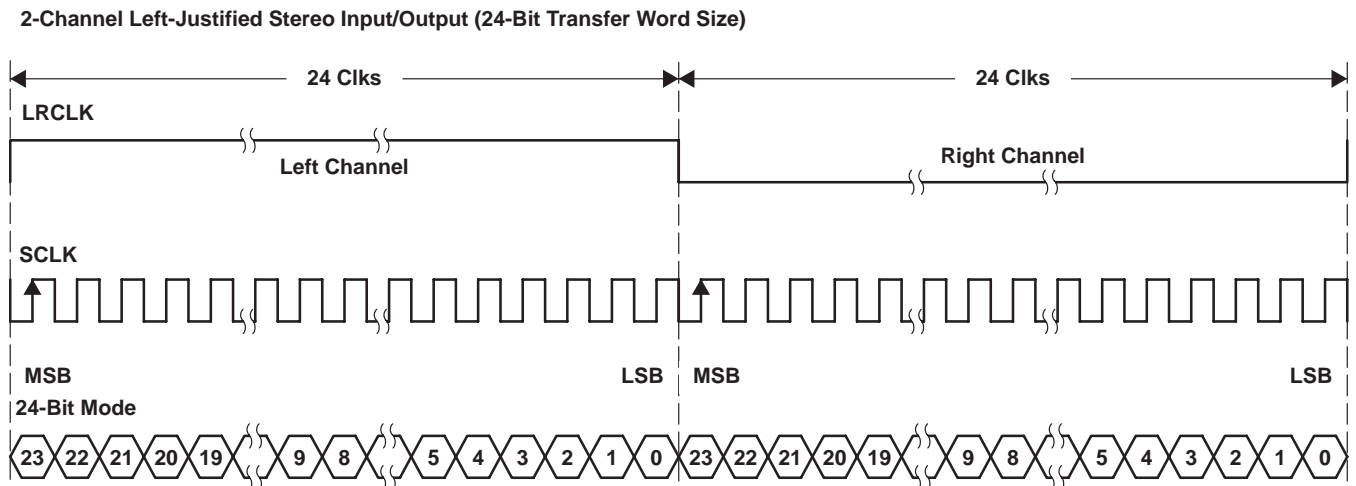 2-Channel Left-Justified Stereo Input/Output (24-Bit Transfer Word Size)
24 Clks 24 Clks
LRCLK
Left Channel Right Channel
SCLK
MSB LSB MSB LSB
24-Bit Mode
23 22 21 20 19 9 8 5 4 3 2 1 0 23 22 21 20 19 9 8 5 4 3 2 1 0